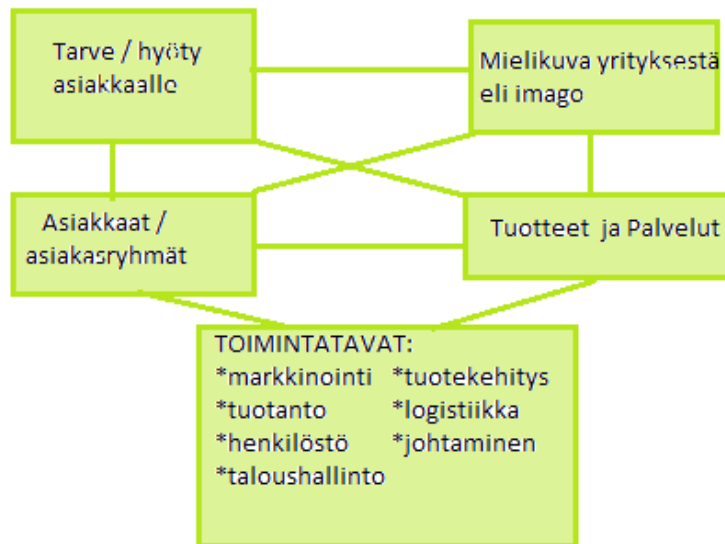 Tarve / hyöty
asiakkaalle
Mielikuva yrityksestä
eli imago
Asiakkaat /
asiakasryhmät
Tuotteet ja Palvelut
TOIMINTATAVAT:
*markkinointi *tuotekehitys
*tuotanto *logistiikka
*henkilöstö *johtaminen
*taloushallinto